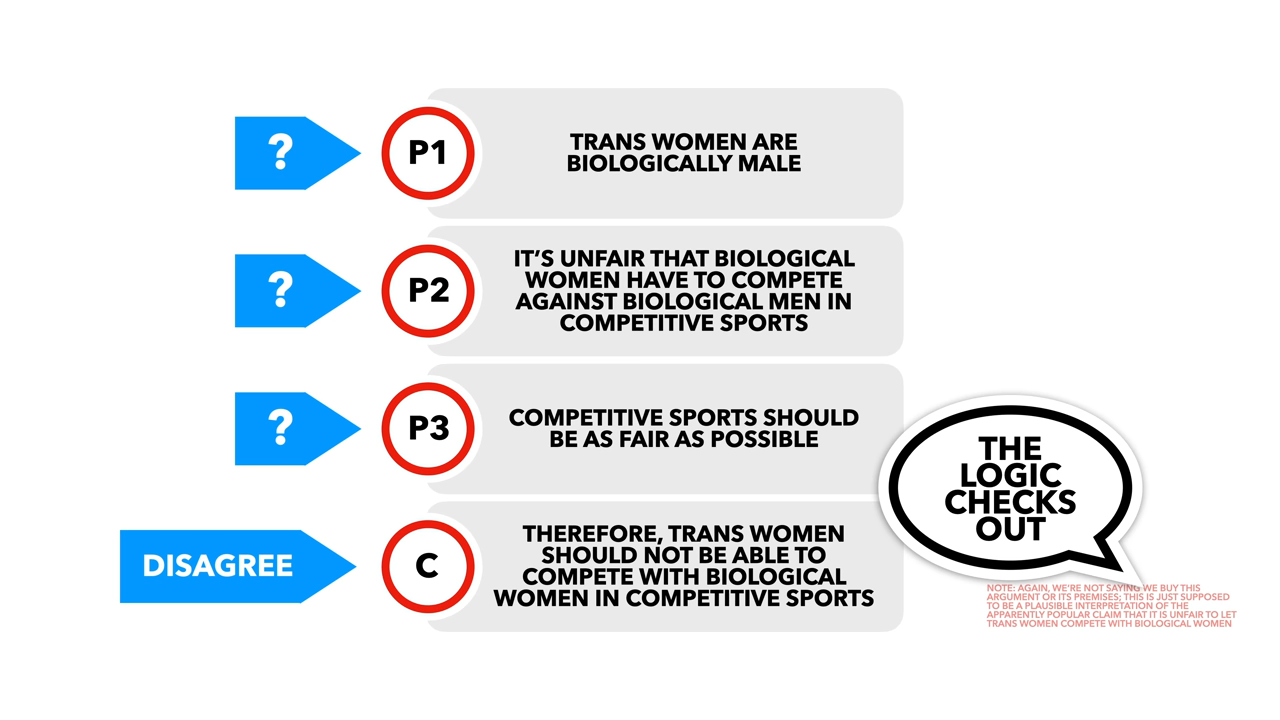 ?
P1
TRANS WOMEN ARE
BIOLOGICALLY MALE
?
P2
IT'S UNFAIR THAT BIOLOGICAL
WOMEN HAVE TO COMPETE
AGAINST BIOLOGICAL MEN IN
COMPETITIVE SPORTS
?
P3
COMPETITIVE SPORTS SHOULD
BE AS FAIR AS POSSIBLE
THE
LOGIC
CHECKS
OUT
DISAGREE
C
THEREFORE, TRANS WOMEN
SHOULD NOT BE ABLE TO
COMPETE WITH BIOLOGICAL
WOMEN IN COMPETITIVE SPORTS
NOTE: AGAIN, WE'RE NOT SAYING WE BUY THIS
ARGUMENT OR ITS PREMISES; THIS IS JUST SUPPOSED
TO BE A PLAUSIBLE INTERPRETATION OF THE
APPARENTLY POPULAR CLAIM THAT IT IS UNFAIR TO LET
TRANS WOMEN COMPETE WITH BIOLOGICAL WOMEN